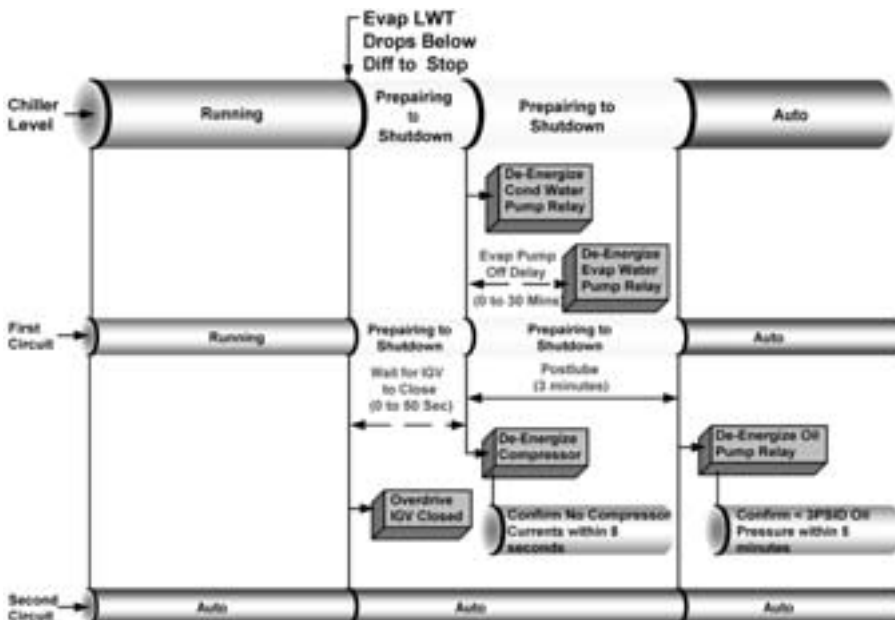 Evap LWT
Drops Below
Diff to Stop
Chiller
Level
Running
Prepairing
to
Shutdown
Prepairing to
Shutdown
Auto
De-Energize
Cond Water
Pump Relay
Evap Pump
Off Delay
(0 to 30 Mins)
De-Energize
Evap Water
Pump Relay
First
Circuit
Running
Prepairing to
Shutdown
Prepairing to
Shutdown
Auto
Wait for IGV
to Close
(0 to 50 Sec)
Postlube
(3 minutes)
De-Energize
Compressor
De-Energize Oil
Pump Relay
Overdrive
IGV Closed
Confirm No Compressor
Currents within 8
seconds
Confirm < 3PSID Oil
Pressure within 5
minutes
Second
Circuit
Auto
Auto
Auto